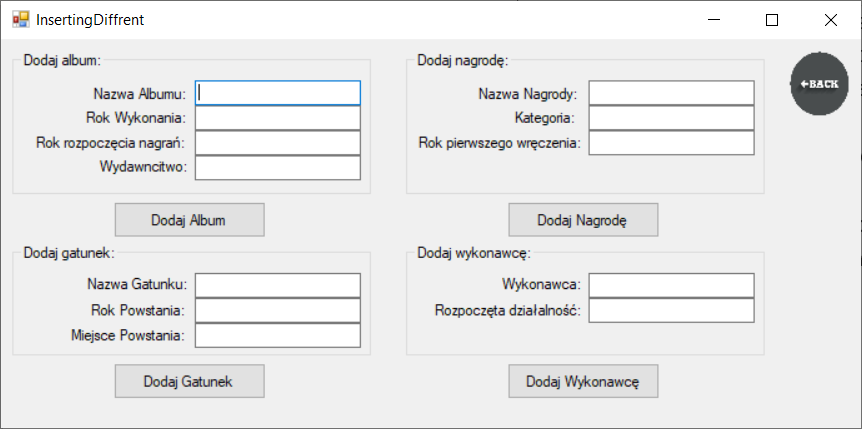 InsertingDiffrent
Dodaj album:
Nazwa Albumu:
Rok Wykonania:
Rok rozpoczęcia nagrań:
Wydawncitwo:
Dodaj Album
Dodaj nagrodę:
Nazwa Nagrody:
Kategoria:
Rok pierwszego wręczenia:
Dodaj Nagrodę
BACK
Dodaj gatunek:
Nazwa Gatunku:
Rok Powstania:
Miejsce Powstania:
Dodaj Gatunek
Dodaj wykonawcę:
Wykonawca:
Rozpoczęta działalność:
Dodaj Wykonawcę